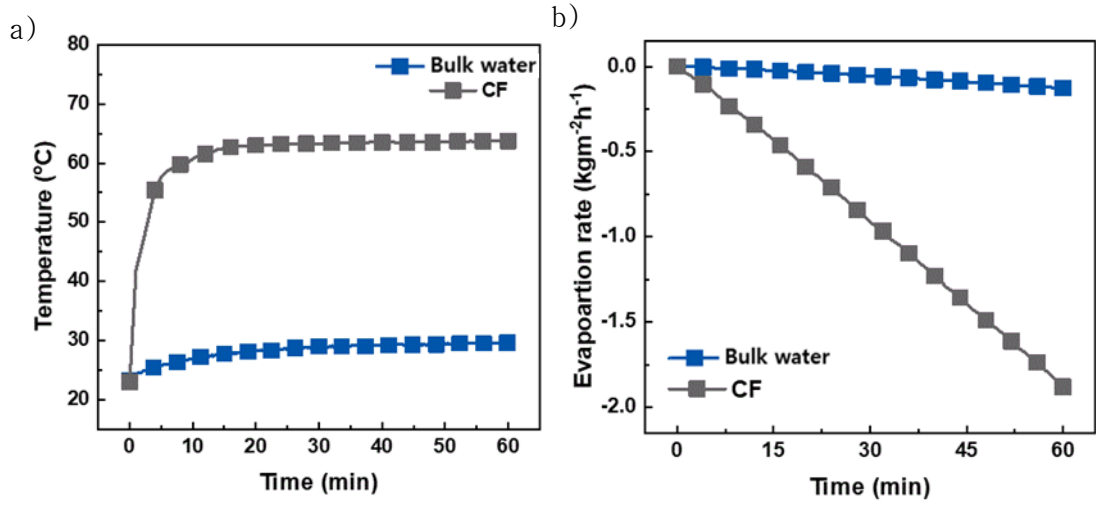 a)
80
70
60
50
40
30
20
Temperature (°C)
Bulk water
CF
0 10 20 30 40 50 60
Time (min)
b)
0.0
-0.5
-1.0
-1.5
-2.0
Evapoartion rate (kgm⁻²h⁻¹)
Bulk water
CF
0 15 30 45 60
Time (min)